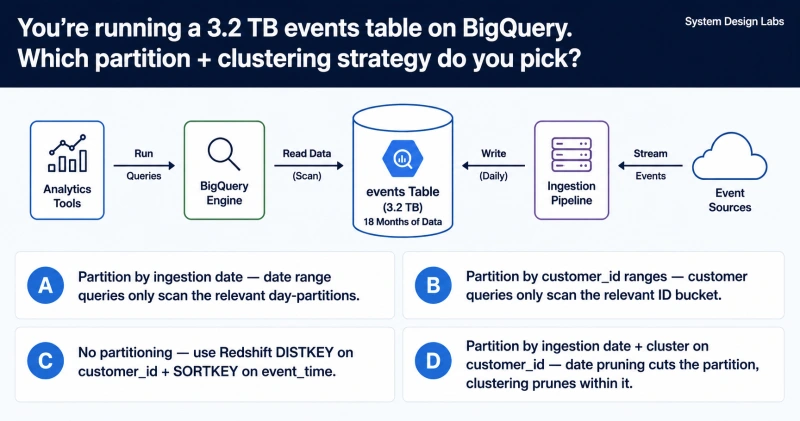 You're running a 3.2 TB events table on BigQuery.
Which partition + clustering strategy do you pick?
System Design Labs
Analytics
Tools
Run
Queries
BigQuery
Engine
Read Data
(Scan)
events Table
(3.2 TB)
18 Months of Data
Write
(Daily)
Ingestion
Pipeline
Stream
Events
Event
Sources
A
Partition by ingestion date — date range
queries only scan the relevant day-partitions.
B
Partition by customer_id ranges — customer
queries only scan the relevant ID bucket.
C
No partitioning — use Redshift DISTKEY on
customer_id + SORTKEY on event_time.
D
Partition by ingestion date + cluster on
customer_id — date pruning cuts the partition,
clustering prunes within it.